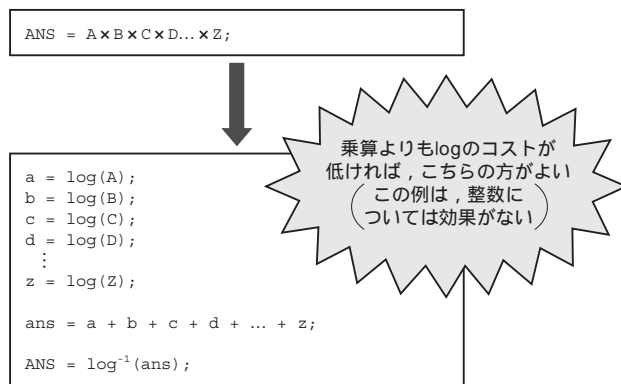 ANS = A×B×C×D...×Z;
乗算よりもlogのコストが
低ければ，こちらの方がよい
(この例は，整数に
ついては効果がない)
a = log(A);
b = log(B);
c = log(C);
d = log(D);
⋮
z = log(Z);
ans = a + b + c + d + ... + z;
ANS = log⁻¹(ans);